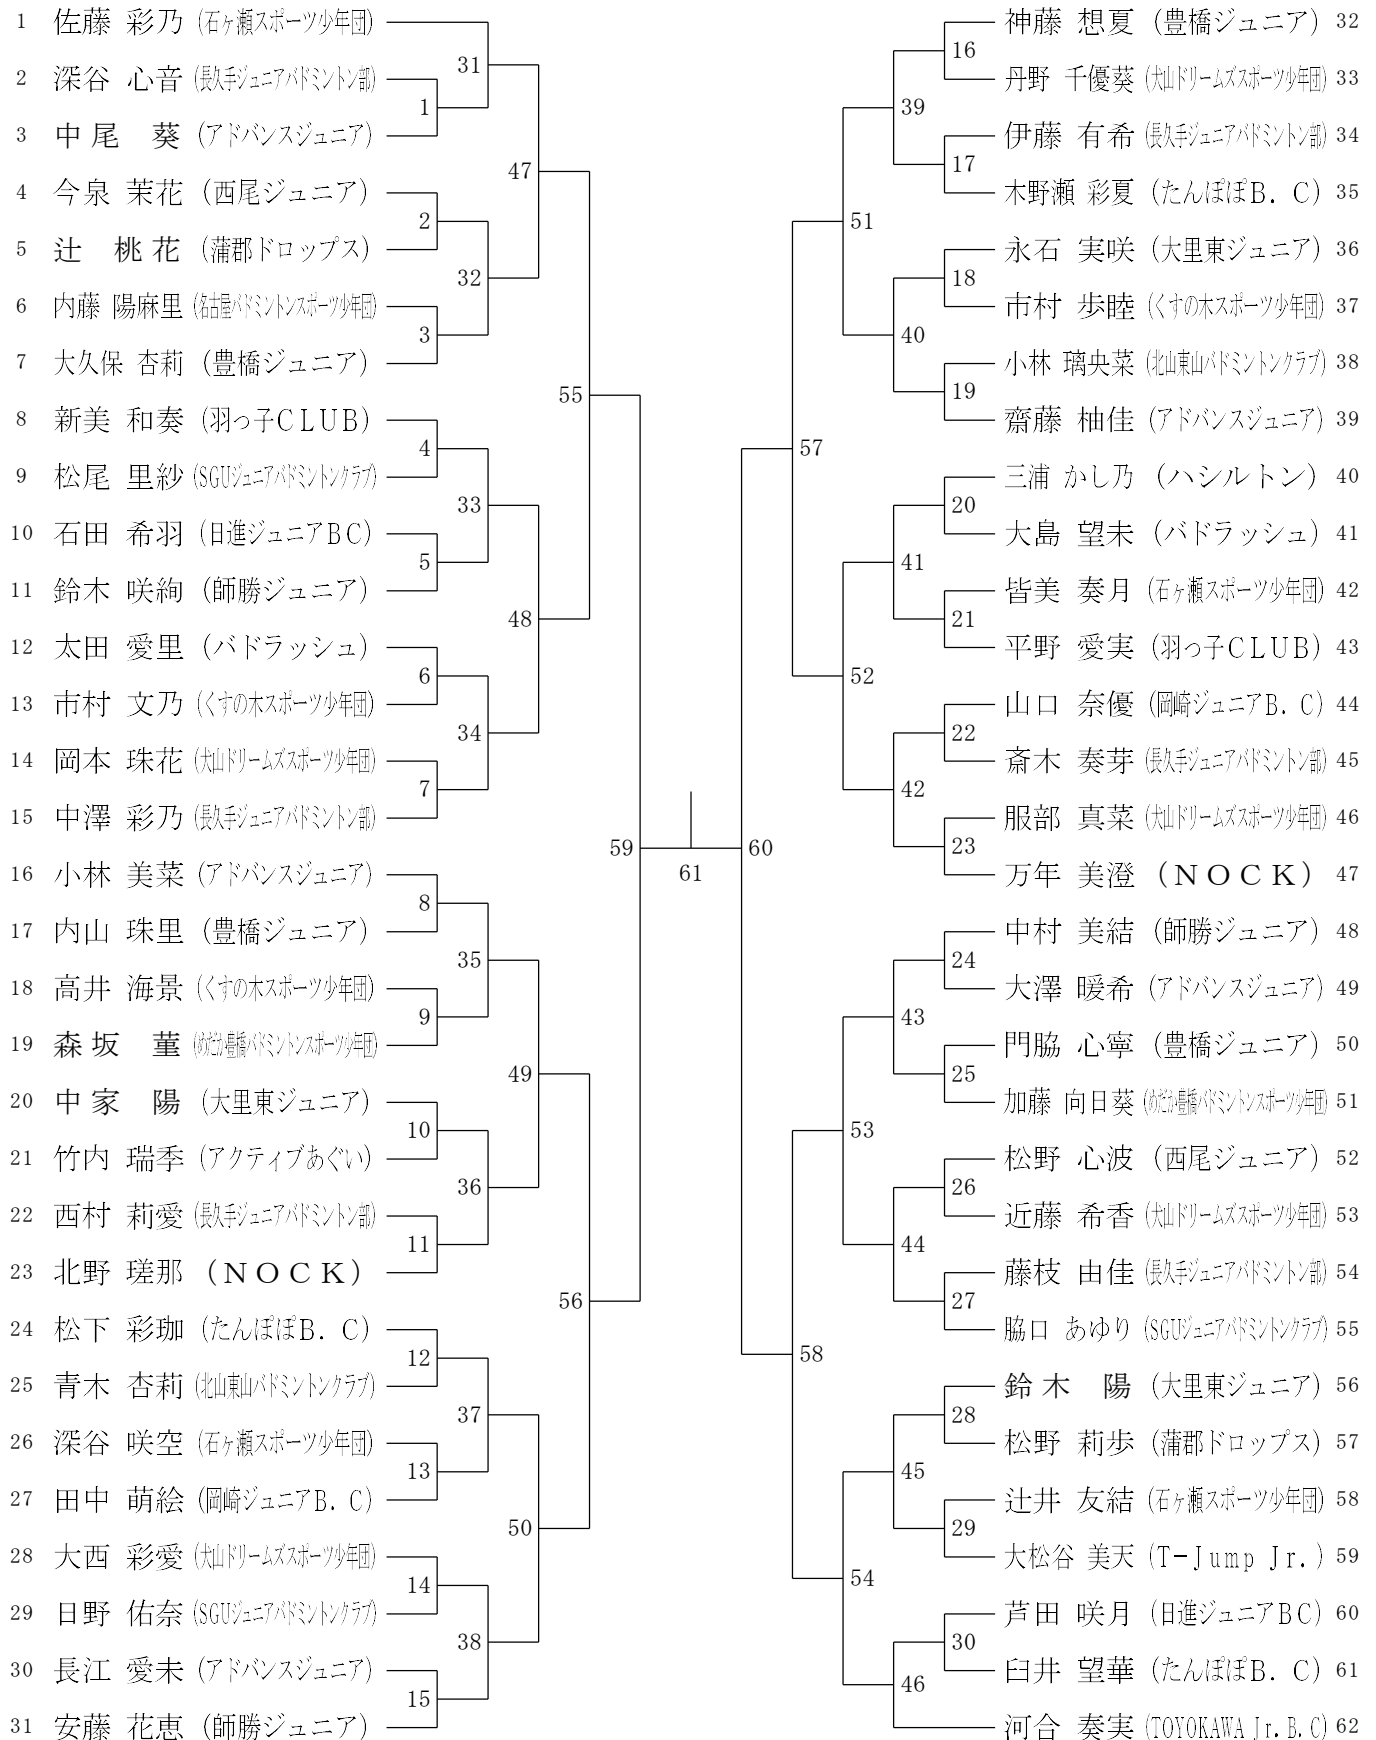 1 佐藤 彩乃 (石ヶ瀬スポーツ少年団)
2 深谷 心音 (長久手ジュニアバドミントン部)
3 中尾 葵 (アドバンスジュニア)
4 今泉 茉花 (西尾ジュニア)
5 辻 桃花 (蒲郡ドロップス)
6 内藤 陽麻里 (名古屋バドミントンスポーツ少年団)
7 大久保 杏莉 (豊橋ジュニア)
8 新美 和奏 (羽っ子CLUB)
9 松尾 里紗 (SGUジュニアバドミントンクラブ)
10 石田 希羽 (日進ジュニアBC)
11 鈴木 咲絢 (師勝ジュニア)
12 太田 愛里 (バドラッシュ)
13 市村 文乃 (くすの木スポーツ少年団)
14 岡本 珠花 (犬山ドリームズスポーツ少年団)
15 中澤 彩乃 (長久手ジュニアバドミントン部)
16 小林 美菜 (アドバンスジュニア)
17 内山 珠里 (豊橋ジュニア)
18 高井 海景 (くすの木スポーツ少年団)
19 森坂 菫 (めだか豊橋バドミントンスポーツ少年団)
20 中家 陽 (大里東ジュニア)
21 竹内 瑞季 (アクティブあぐい)
22 西村 莉愛 (長久手ジュニアバドミントン部)
23 北野 瑳那 (NOCK)
24 松下 彩珈 (たんぽぽB. C)
25 青木 杏莉 (北山東山バドミントンクラブ)
26 深谷 咲空 (石ヶ瀬スポーツ少年団)
27 田中 萌絵 (岡崎ジュニアB. C)
28 大西 彩愛 (犬山ドリームズスポーツ少年団)
29 日野 佑奈 (SGUジュニアバドミントンクラブ)
30 長江 愛未 (アドバンスジュニア)
31 安藤 花恵 (師勝ジュニア)
1
2
3
4
5
6
7
8
9
10
11
12
13
14
15
31
32
33
34
35
36
37
38
47
48
49
50
55
56
59
61
60
57
58
51
52
53
54
39
40
41
42
43
44
45
46
16
17
18
19
20
21
22
23
24
25
26
27
28
29
30
神藤 想夏 (豊橋ジュニア) 32
丹野 千優葵 (犬山ドリームズスポーツ少年団) 33
伊藤 有希 (長久手ジュニアバドミントン部) 34
木野瀬 彩夏 (たんぽぽB. C) 35
永石 実咲 (大里東ジュニア) 36
市村 歩睦 (くすの木スポーツ少年団) 37
小林 璃央菜 (北山東山バドミントンクラブ) 38
齋藤 柚佳 (アドバンスジュニア) 39
三浦 かし乃 (ハシルトン) 40
大島 望未 (バドラッシュ) 41
皆美 奏月 (石ヶ瀬スポーツ少年団) 42
平野 愛実 (羽っ子CLUB) 43
山口 奈優 (岡崎ジュニアB. C) 44
斎木 奏芽 (長久手ジュニアバドミントン部) 45
服部 真菜 (犬山ドリームズスポーツ少年団) 46
万年 美澄 (NOCK) 47
中村 美結 (師勝ジュニア) 48
大澤 暖希 (アドバンスジュニア) 49
門脇 心寧 (豊橋ジュニア) 50
加藤 向日葵 (めだか豊橋バドミントンスポーツ少年団) 51
松野 心波 (西尾ジュニア) 52
近藤 希香 (犬山ドリームズスポーツ少年団) 53
藤枝 由佳 (長久手ジュニアバドミントン部) 54
脇口 あゆり (SGUジュニアバドミントンクラブ) 55
鈴木 陽 (大里東ジュニア) 56
松野 莉歩 (蒲郡ドロップス) 57
辻井 友結 (石ヶ瀬スポーツ少年団) 58
大松谷 美天 (T-Jump Jr.) 59
芦田 咲月 (日進ジュニアBC) 60
臼井 望華 (たんぽぽB. C) 61
河合 奏実 (TOYOKAWA Jr. B. C) 62